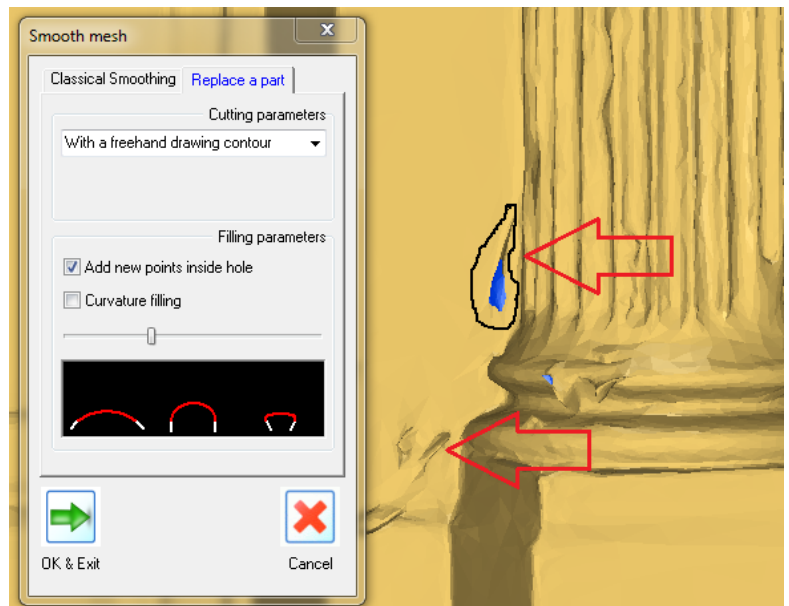 Smooth mesh
x
Classical Smoothing Replace a part
Cutting parameters
With a freehand drawing contour
Filling parameters
Add new points inside hole
Curvature filling
OK & Exit Cancel